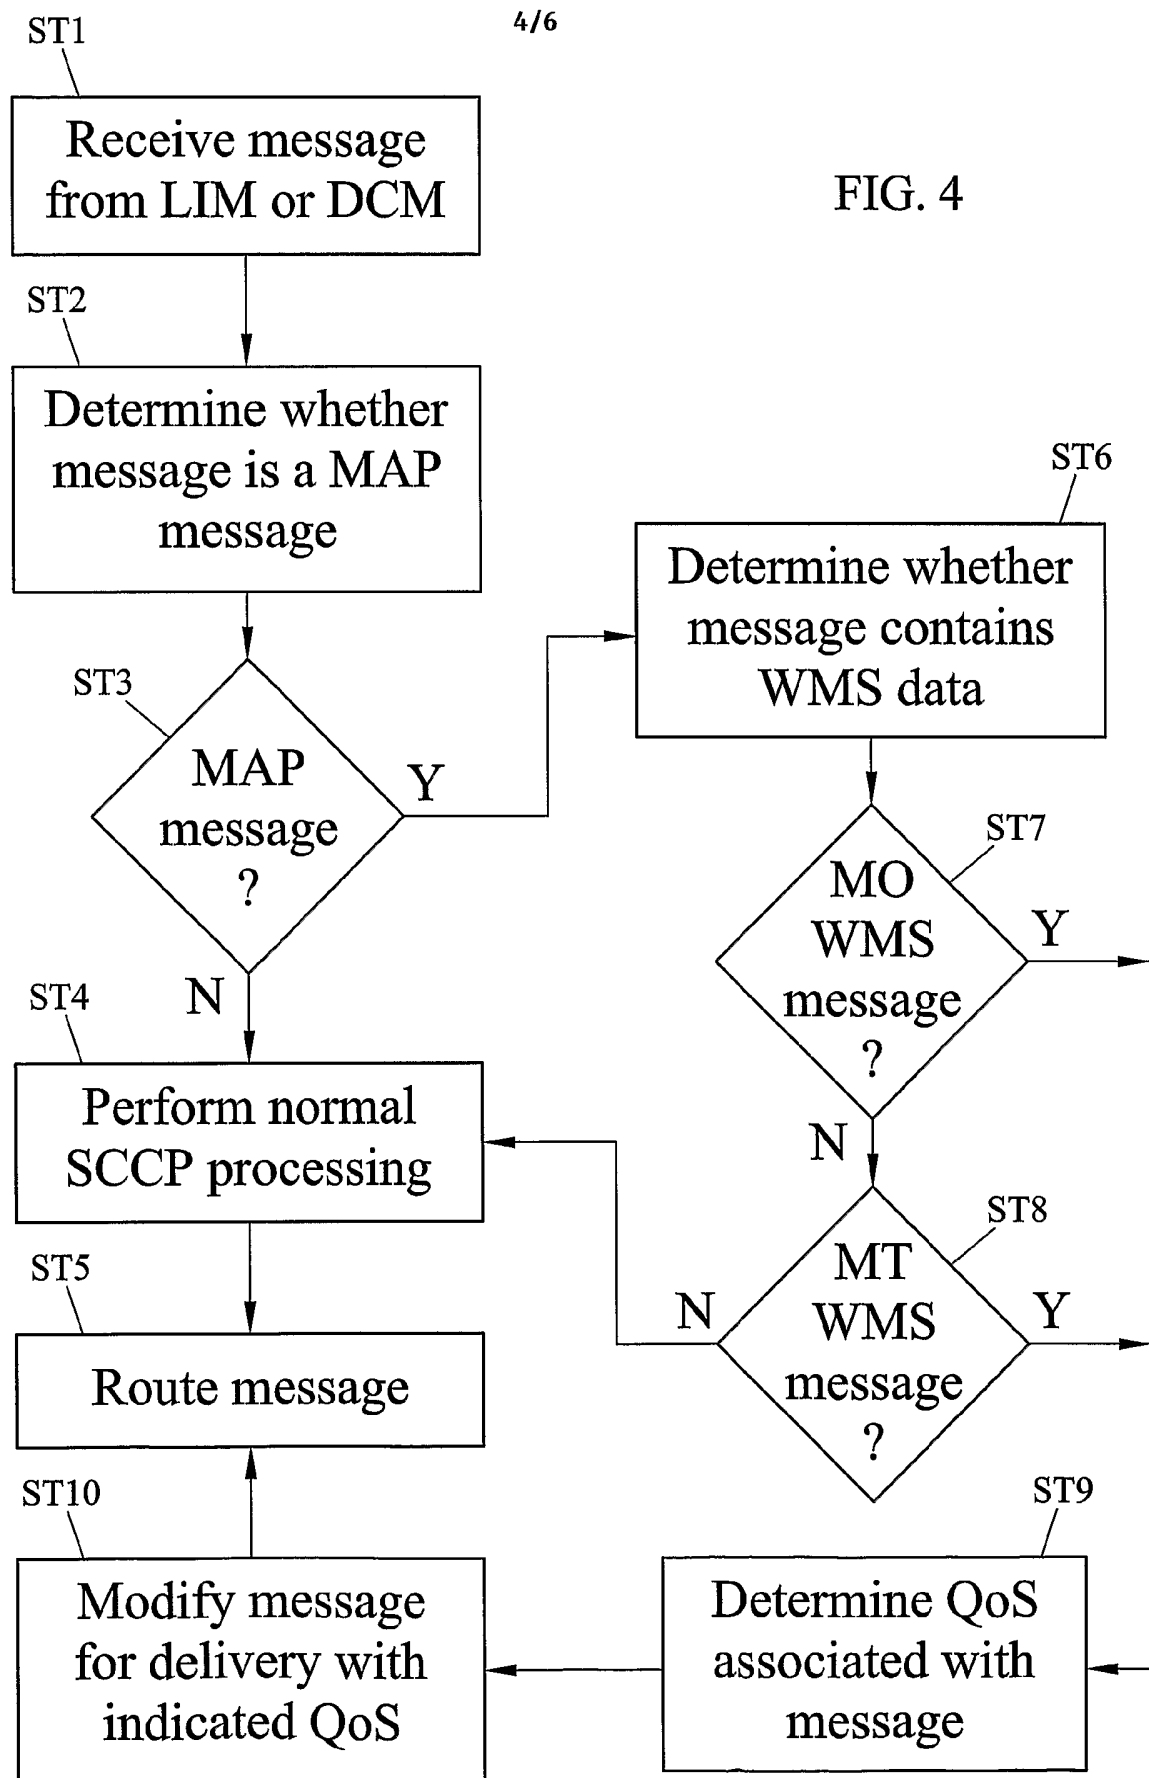 4/6
FIG. 4
ST1
Receive message
from LIM or DCM
ST2
Determine whether
message is a MAP
message
ST3
MAP
message
?
Y
N
ST4
Perform normal
SCCP processing
ST5
Route message
ST6
Determine whether
message contains
WMS data
ST7
MO
WMS
message
?
Y
N
ST8
MT
WMS
message
?
N
Y
ST9
Determine QoS
associated with
message
ST10
Modify message
for delivery with
indicated QoS